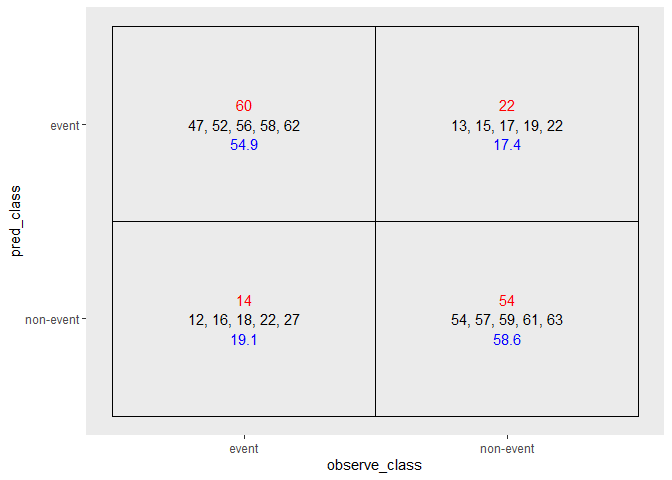 pred_class
event
60
47, 52, 56, 58, 62
54.9
22
13, 15, 17, 19, 22
17.4
non-event
14
12, 16, 18, 22, 27
19.1
54
54, 57, 59, 61, 63
58.6
event
non-event
observe_class